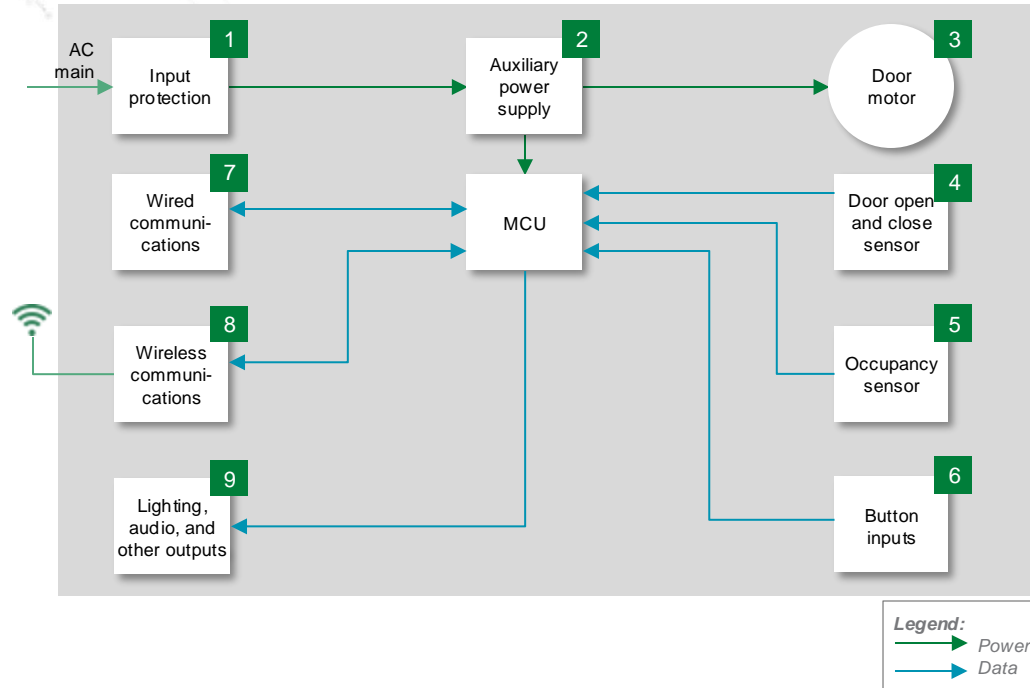 AC
main
1
Input
protection
2
Auxiliary
power
supply
3
Door
motor
7
Wired
communi-
cations
MCU
4
Door open
and close
sensor
8
Wireless
communi-
cations
5
Occupancy
sensor
9
Lighting,
audio, and
other outputs
6
Button
inputs
Legend:
Power
Data